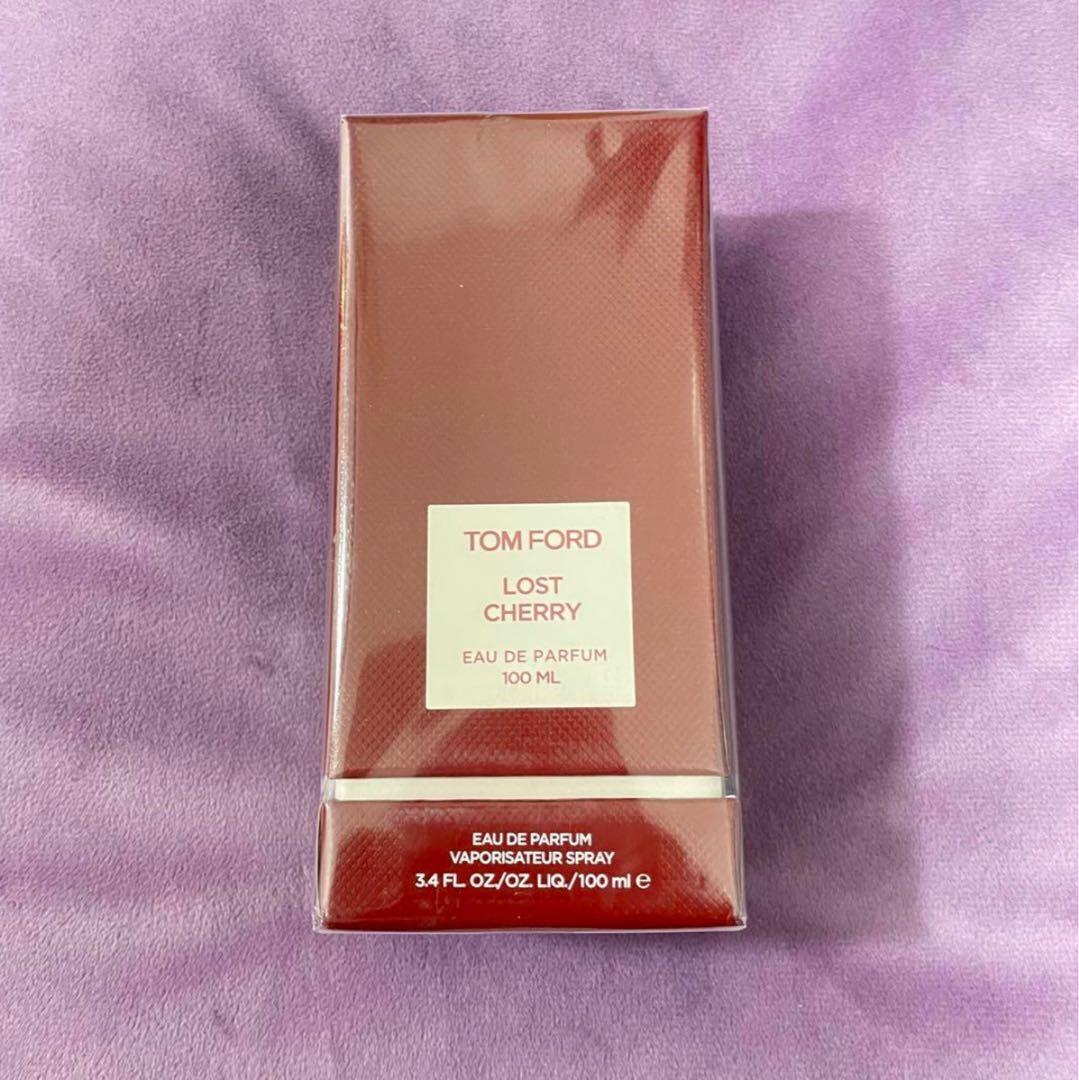 TOM FORD
LOST
CHERRY
EAU DE PARFUM
100 ML
EAU DE PARFUM
VAPORISATEUR SPRAY
3.4 FL. OZ./OZ. LIQ./100 ml ℮